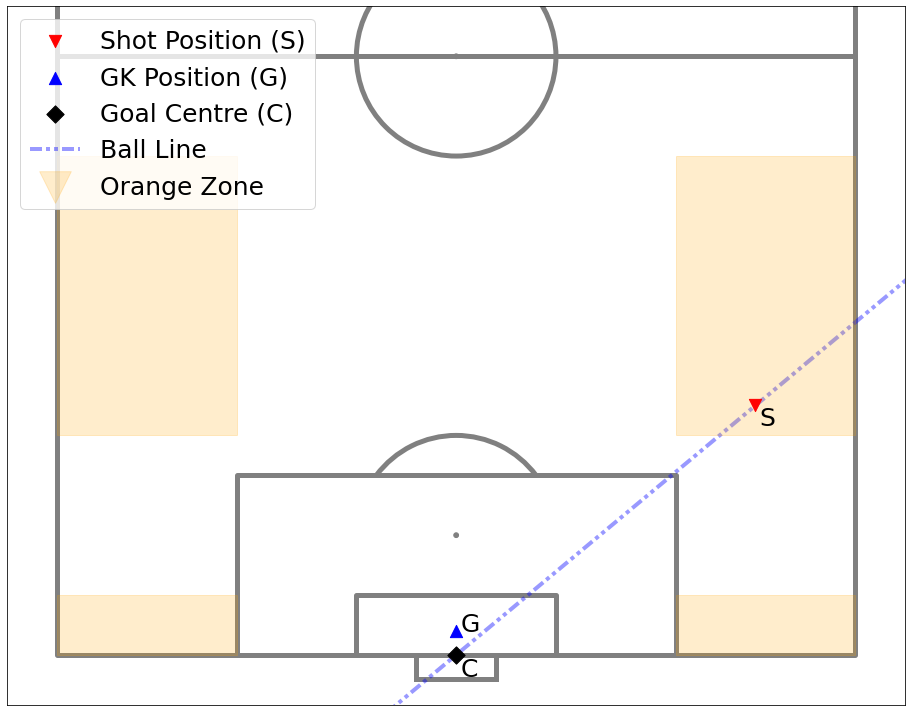 Shot Position (S)
GK Position (G)
Goal Centre (C)
Ball Line
Orange Zone
S
G
C